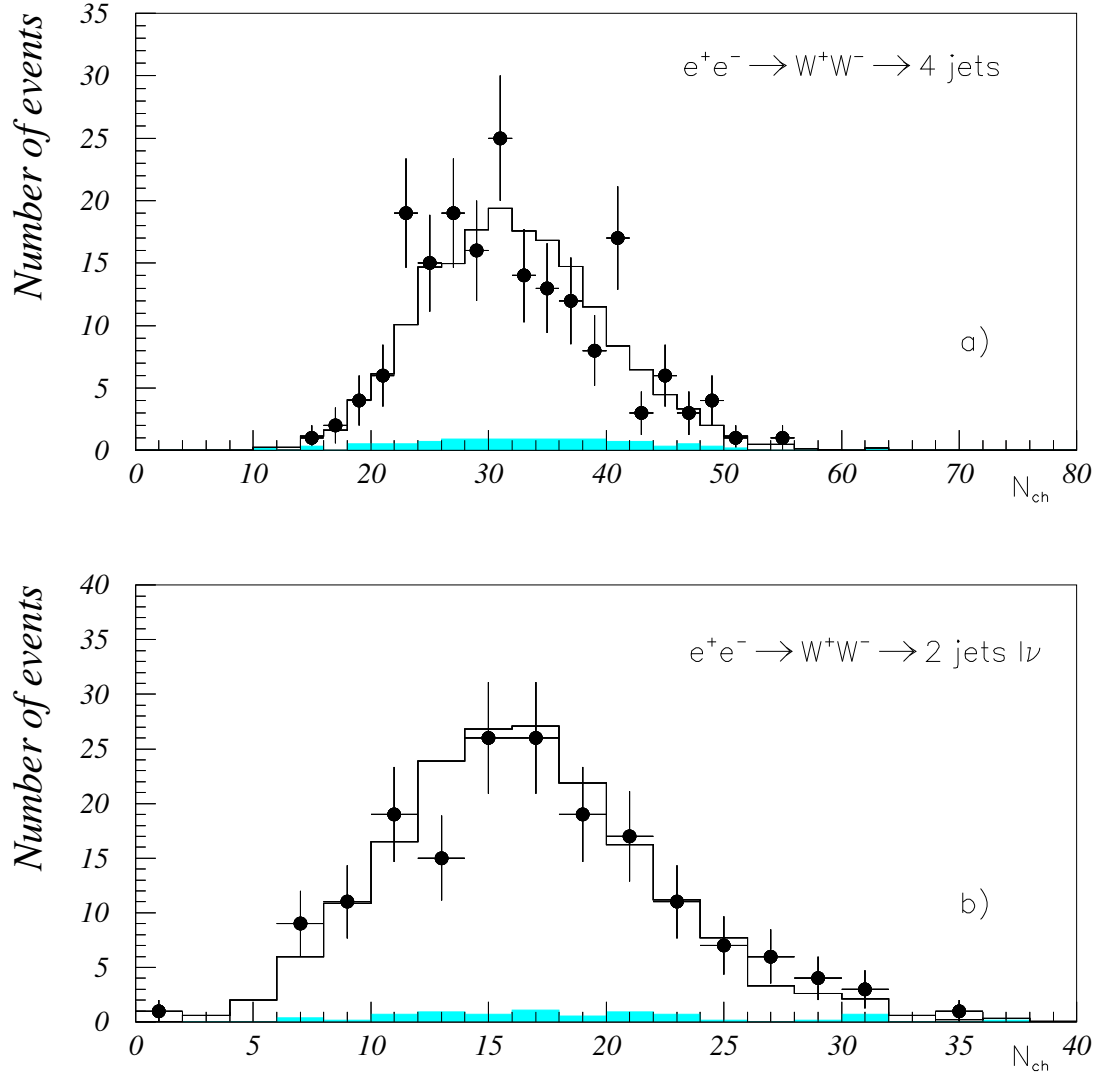 Number of events
35
30
25
20
15
10
5
0
e⁺e⁻ → W⁺W⁻ → 4 jets
a)
0 10 20 30 40 50 60 70 80
N_ch
Number of events
40
35
30
25
20
15
10
5
0
e⁺e⁻ → W⁺W⁻ → 2 jets lν
b)
0 5 10 15 20 25 30 35 40
N_ch